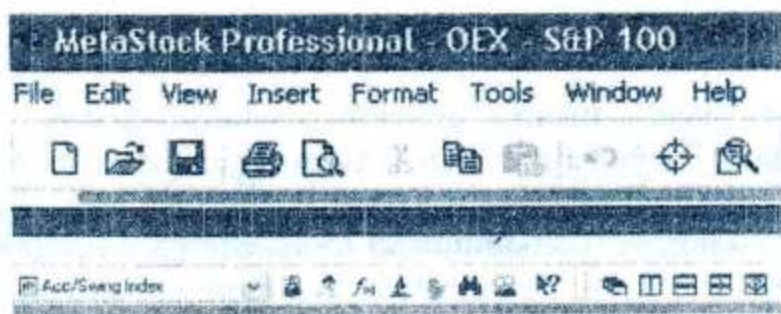 MetaStock Professional - OEX - S&P 100
File Edit View Insert Format Tools Window Help
Acc/Swing Index